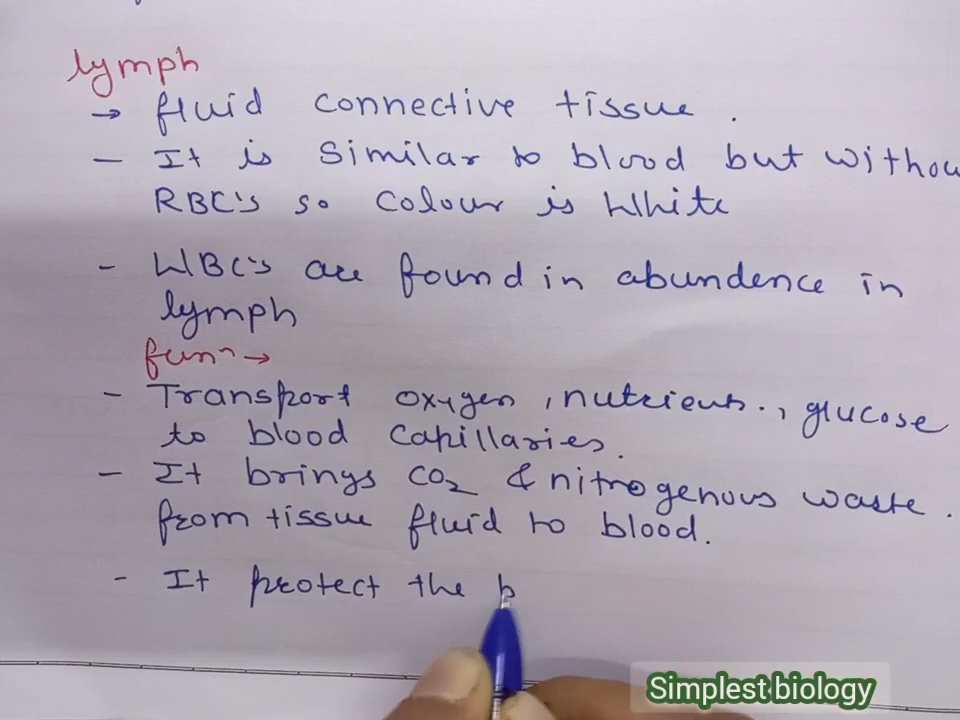 lymph
→ fluid connective tissue.
- It is similar to blood but withou
RBC's so colour is White
- WBC's are found in abundence in
lymph
funn →
- Transport oxygen, nutrients., glucose
to blood capillaries.
- It brings CO2 & nitrogenous waste.
from tissue fluid to blood.
- It protect the b
Simplest biology